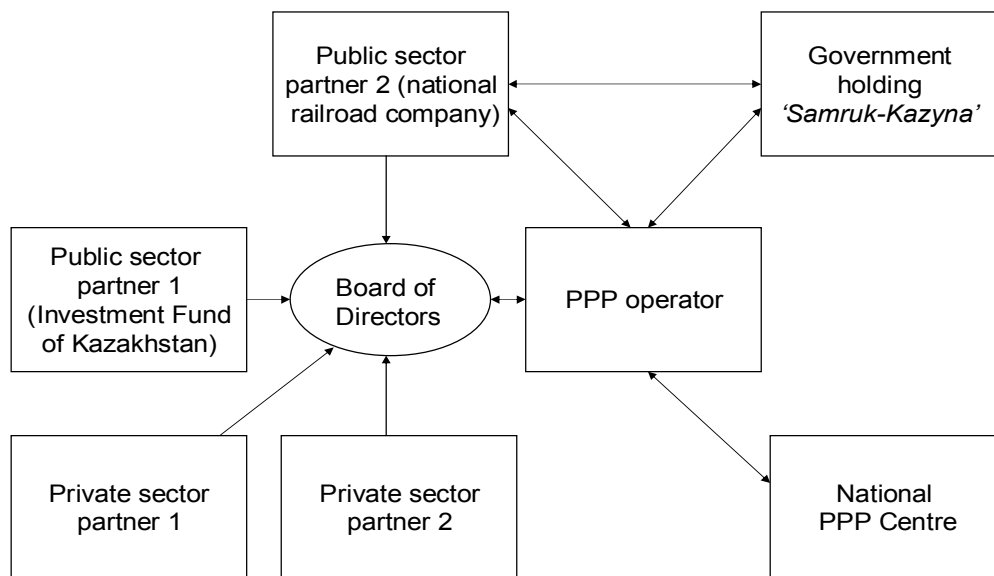 Public sector
partner 2 (national
railroad company)
Government
holding
‘Samruk-Kazyna’
Public sector
partner 1
(Investment Fund
of Kazakhstan)
Board of
Directors
PPP operator
Private sector
partner 1
Private sector
partner 2
National
PPP Centre